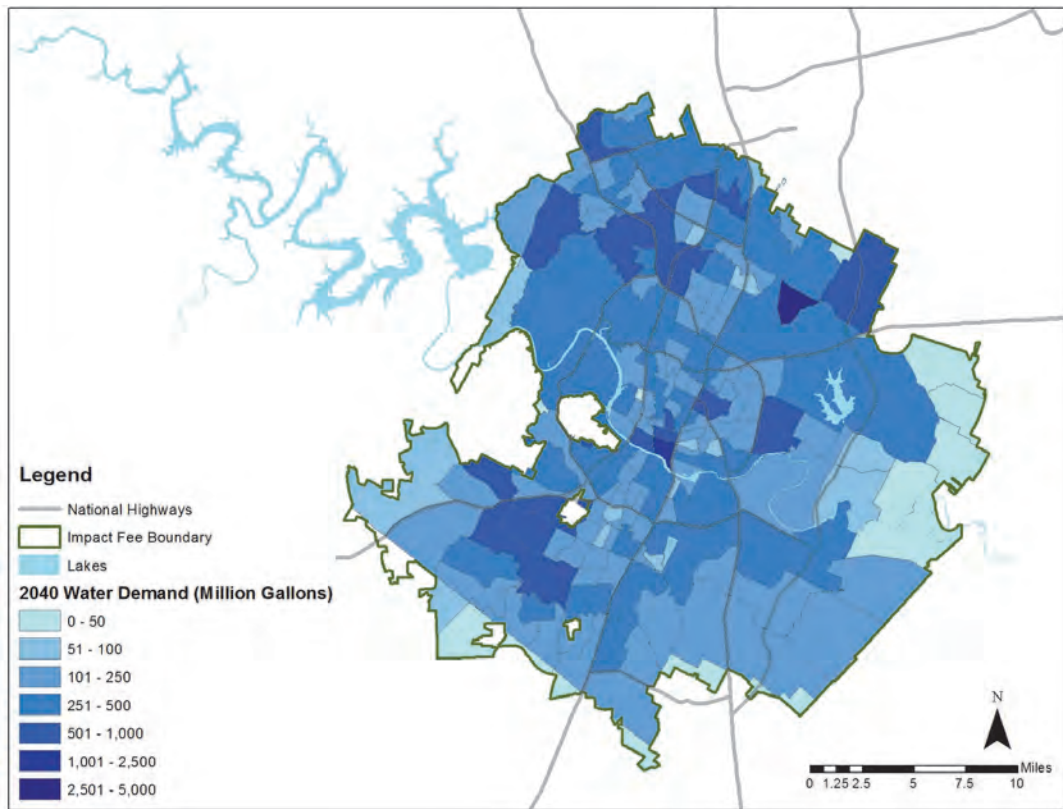 Legend
National Highways
Impact Fee Boundary
Lakes
2040 Water Demand (Million Gallons)
0 - 50
51 - 100
101 - 250
251 - 500
501 - 1,000
1,001 - 2,500
2,501 - 5,000
N
Miles
0 1.25 2.5 5 7.5 10